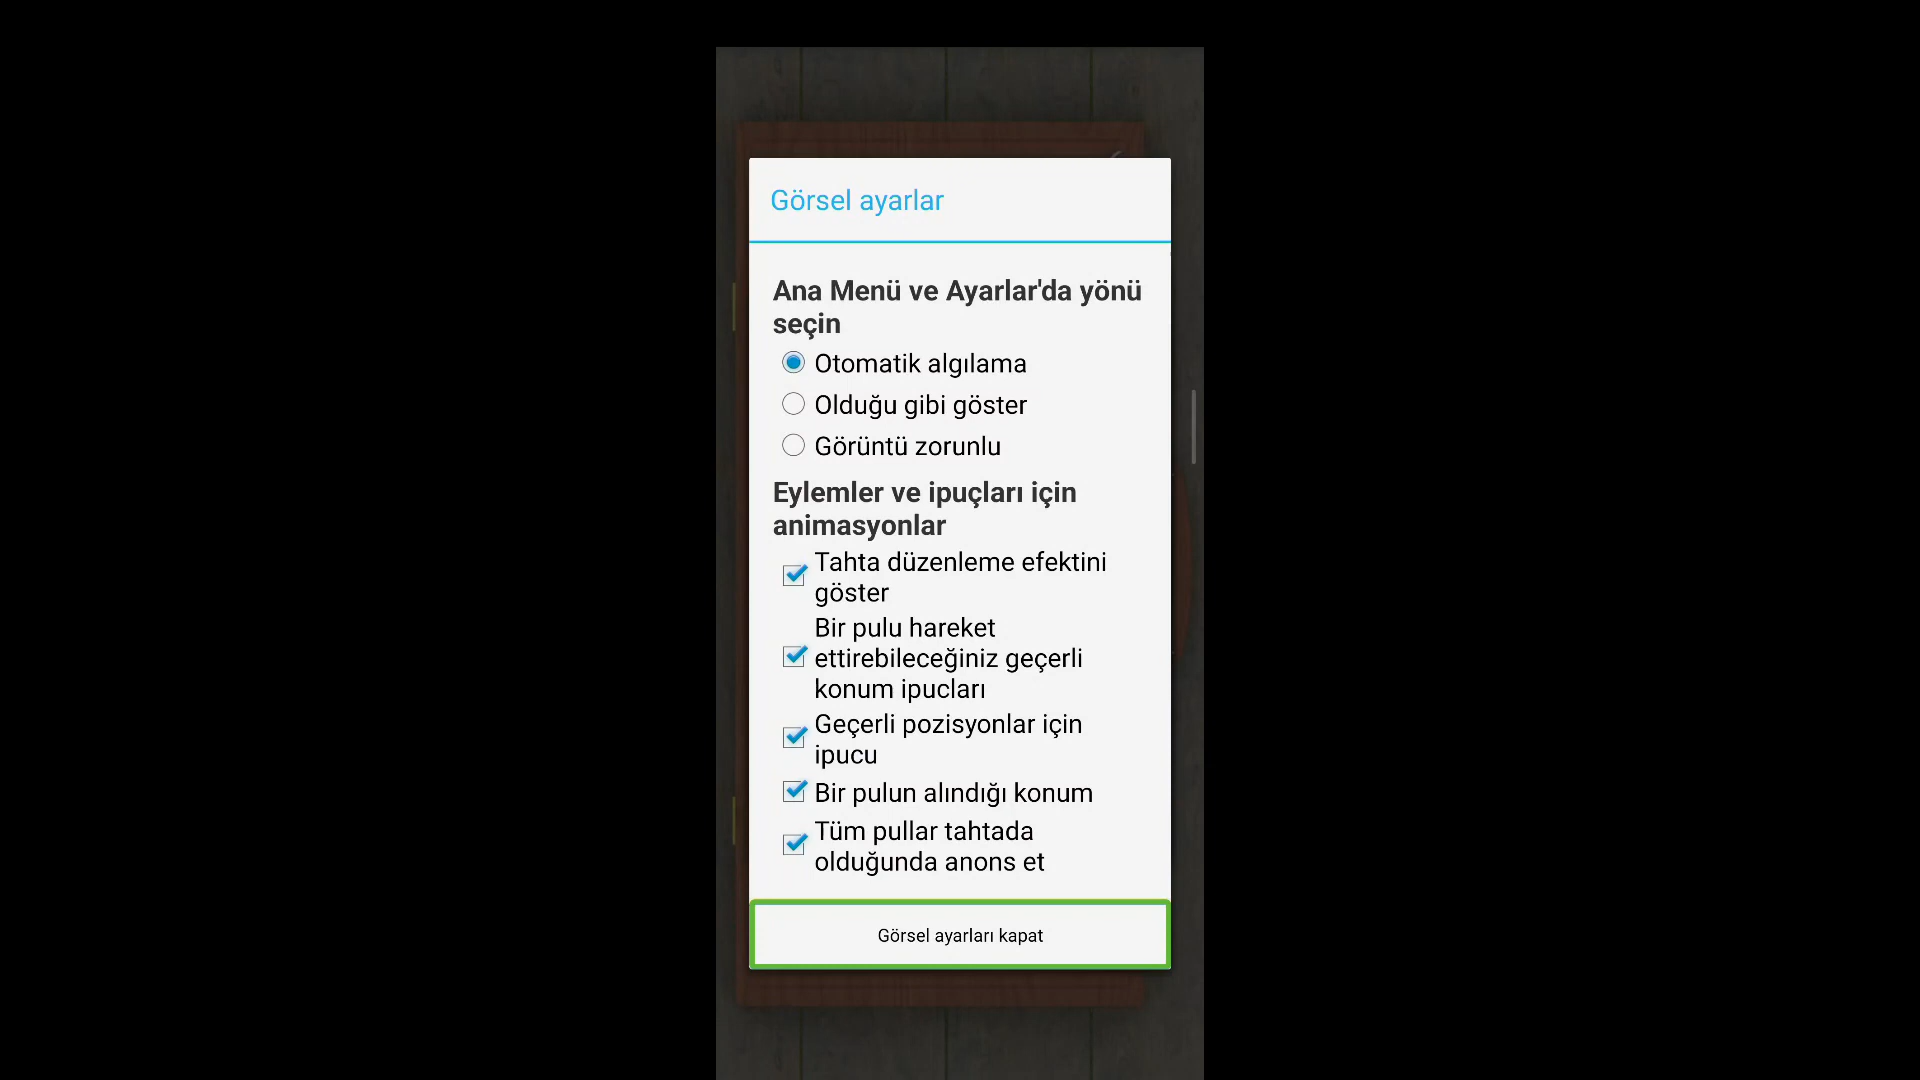 Görsel ayarlar
Ana Menü ve Ayarlar'da yönü
seçin
Otomatik algılama
Olduğu gibi göster
Görüntü zorunlu
Eylemler ve ipuçları için
animasyonlar
Tahta düzenleme efektini
göster
Bir pulu hareket
ettirebileceğiniz geçerli
konum ipucları
Geçerli pozisyonlar için
ipucu
Bir pulun alındığı konum
Tüm pullar tahtada
olduğunda anons et
Görsel ayarları kapat